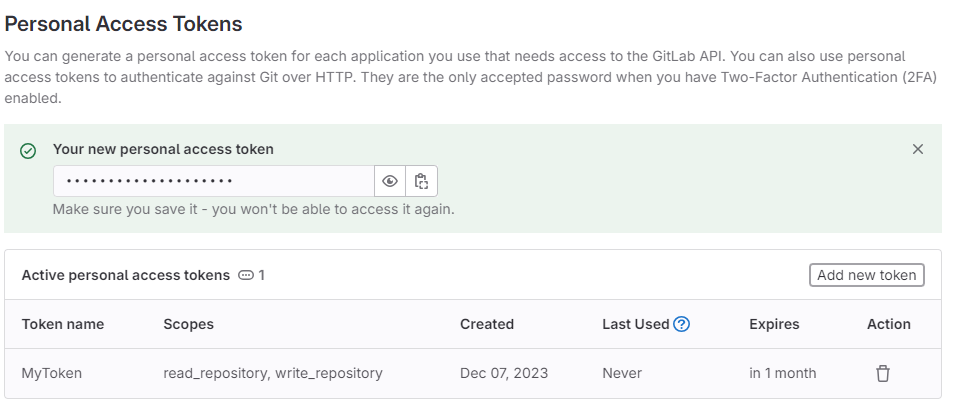 Personal Access Tokens
You can generate a personal access token for each application you use that needs access to the GitLab API. You can also use personal
access tokens to authenticate against Git over HTTP. They are the only accepted password when you have Two-Factor Authentication (2FA)
enabled.
Your new personal access token
••••••••••••••••••••
Make sure you save it - you won't be able to access it again.
Active personal access tokens 1
Add new token
Token name Scopes Created Last Used Expires Action
MyToken read_repository, write_repository Dec 07, 2023 Never in 1 month